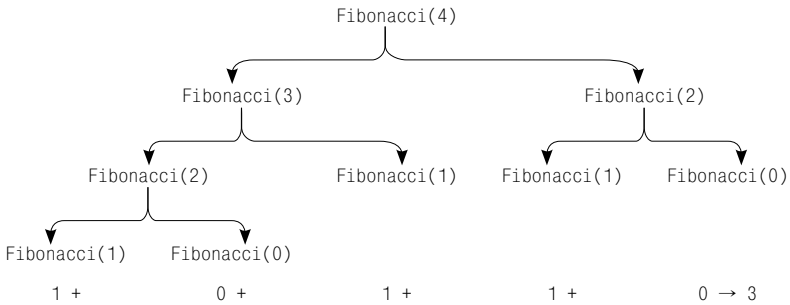 Fibonacci(4)
Fibonacci(3) Fibonacci(2)
Fibonacci(2) Fibonacci(1) Fibonacci(1) Fibonacci(0)
Fibonacci(1) Fibonacci(0)
1 + 0 + 1 + 1 + 0 → 3